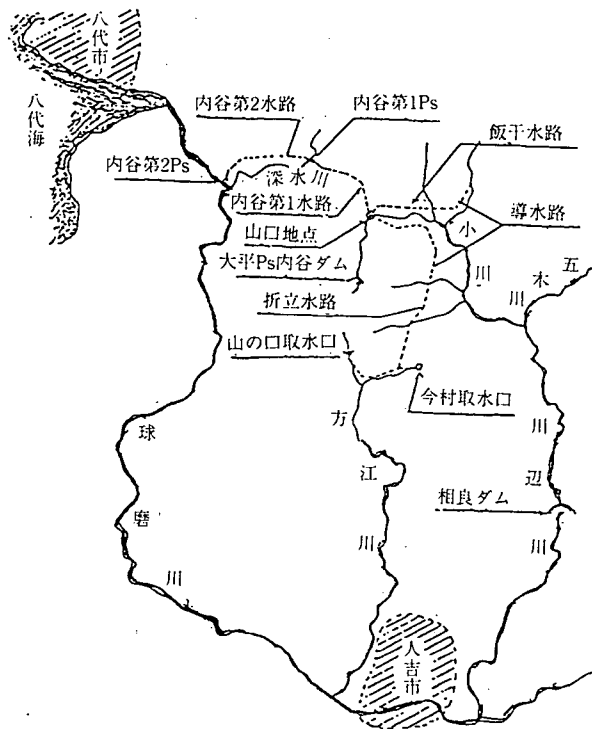 八代市
八代海
内谷第2水路
内谷第1Ps
飯干水路
内谷第2Ps
深水川
内谷第1水路
小川
導水路
山口地点
大平Ps内谷ダム
五木川
折立水路
山の口取水口
今村取水口
球磨川
万江川
川辺川
相良ダム
人吉市